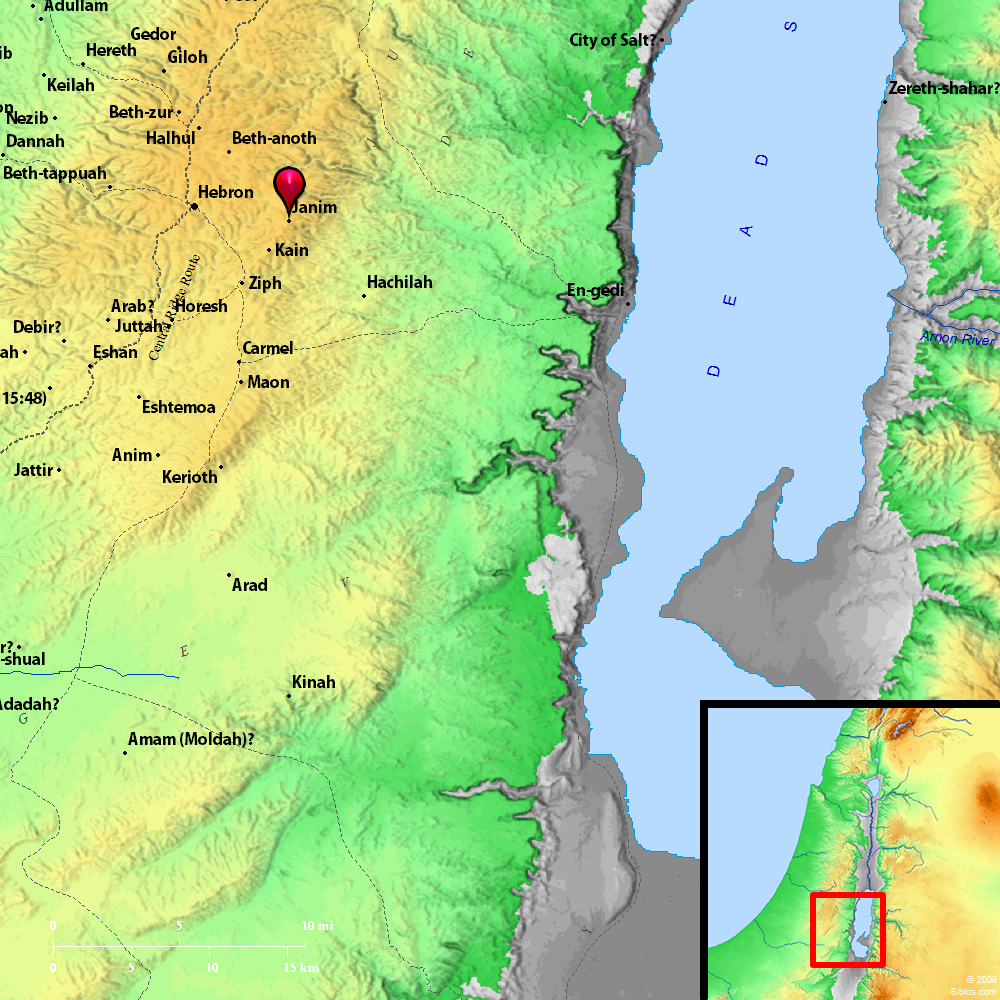 Adullam
Gedor
City of Salt?
S
Hereth
Giloh
U
E
ib
Keilah
Zereth-shahar?
on
Nezib
Beth-zur
Halhul
Beth-anoth
D
Dannah
D
Beth-tappuah
Hebron
Janim
A
Kain
Ziph
Hachilah
En-gedi
E
Arab?
Horesh
Central Ridge Route
Juttah
Debir?
Arnon River
ah
Eshan
Carmel
D
Maon
15:48)
Eshtemoa
Anim
Jattir
Kerioth
Arad
V
r?
-shual
E
Kinah
Adadah?
G
Amam (Moldah)?
0 5 10 mi
0 5 10 15 km
© 2008
Biblos.com